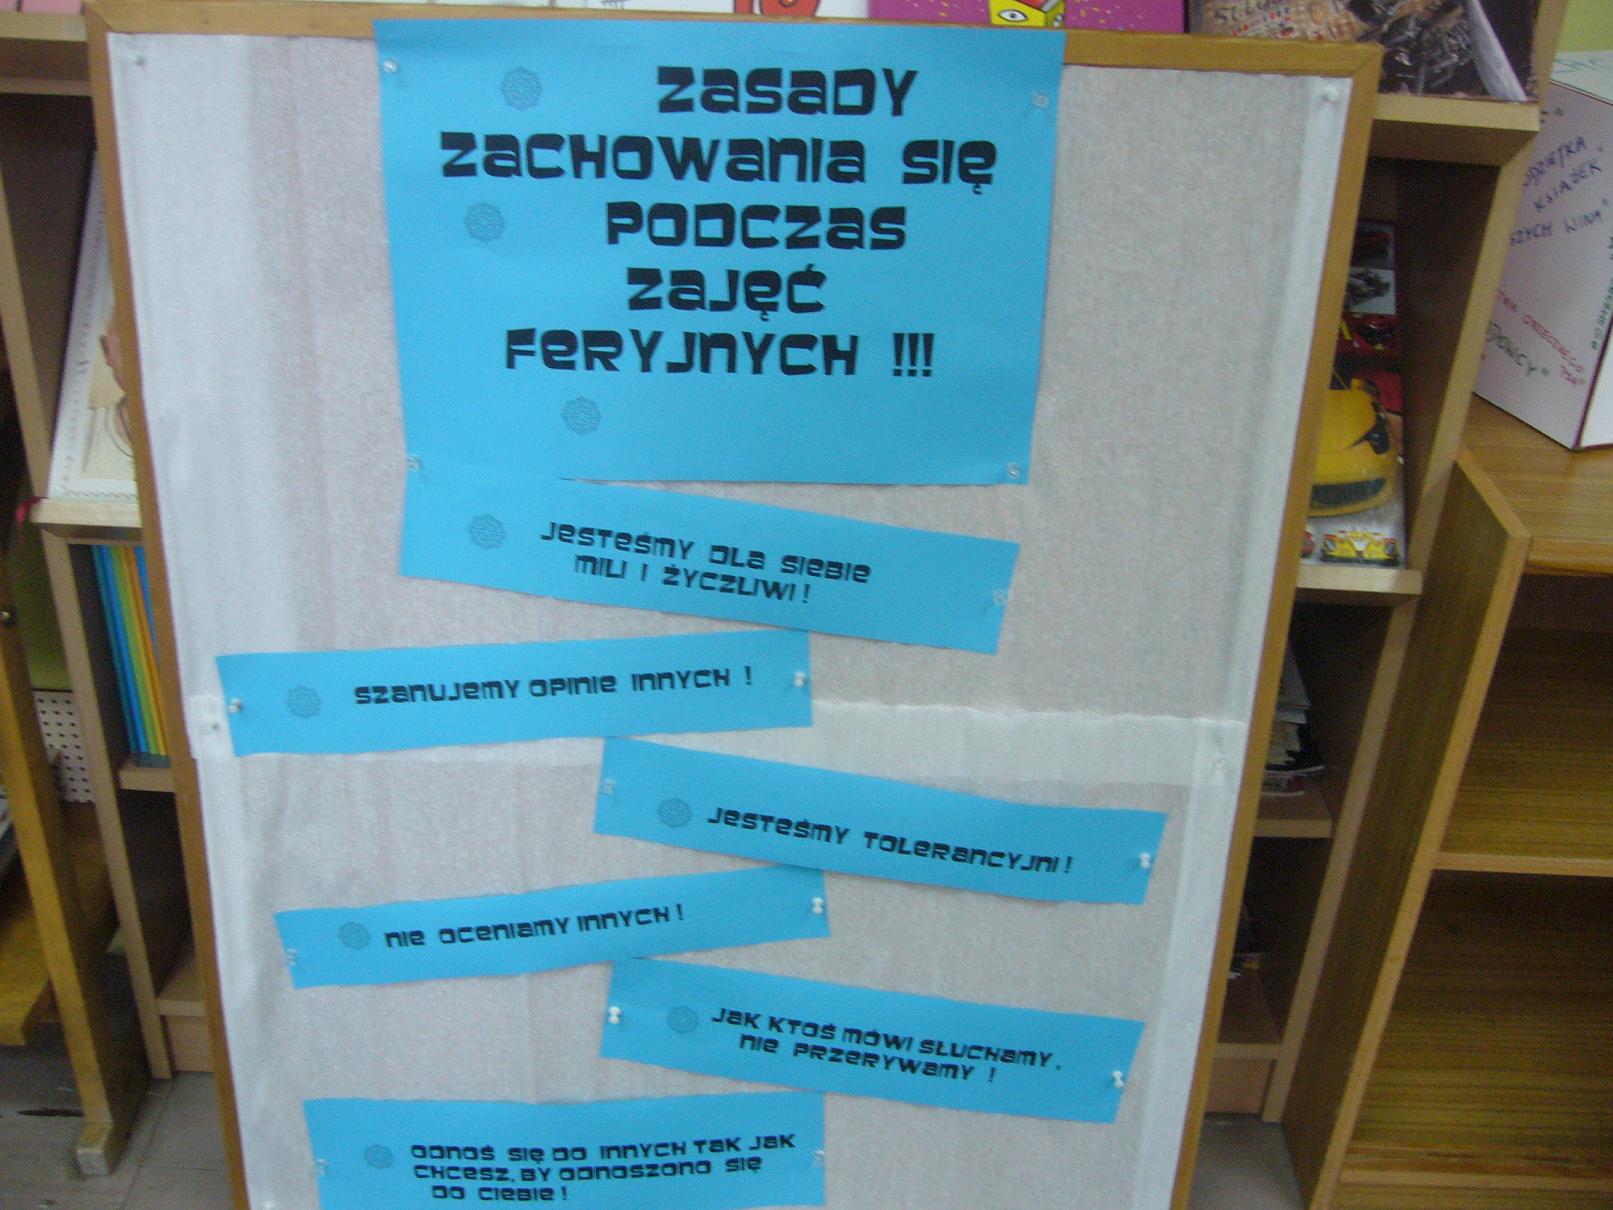 ZASADY
ZACHOWANIA SIĘ
PODCZAS
ZAJĘĆ
FERYJNYCH !!!
JESTEŚMY DLA SIEBIE
MILI I ŻYCZLIWI !
SZANUJEMY OPINIE INNYCH !
JESTEŚMY TOLERANCYJNI !
NIE OCENIAMY INNYCH !
JAK KTOŚ MÓWI SŁUCHAMY,
NIE PRZERYWAMY !
ODNOŚ SIĘ DO INNYCH TAK JAK
CHCESZ, BY ODNOSZONO SIĘ
DO CIEBIE !
KSIĄŻEK